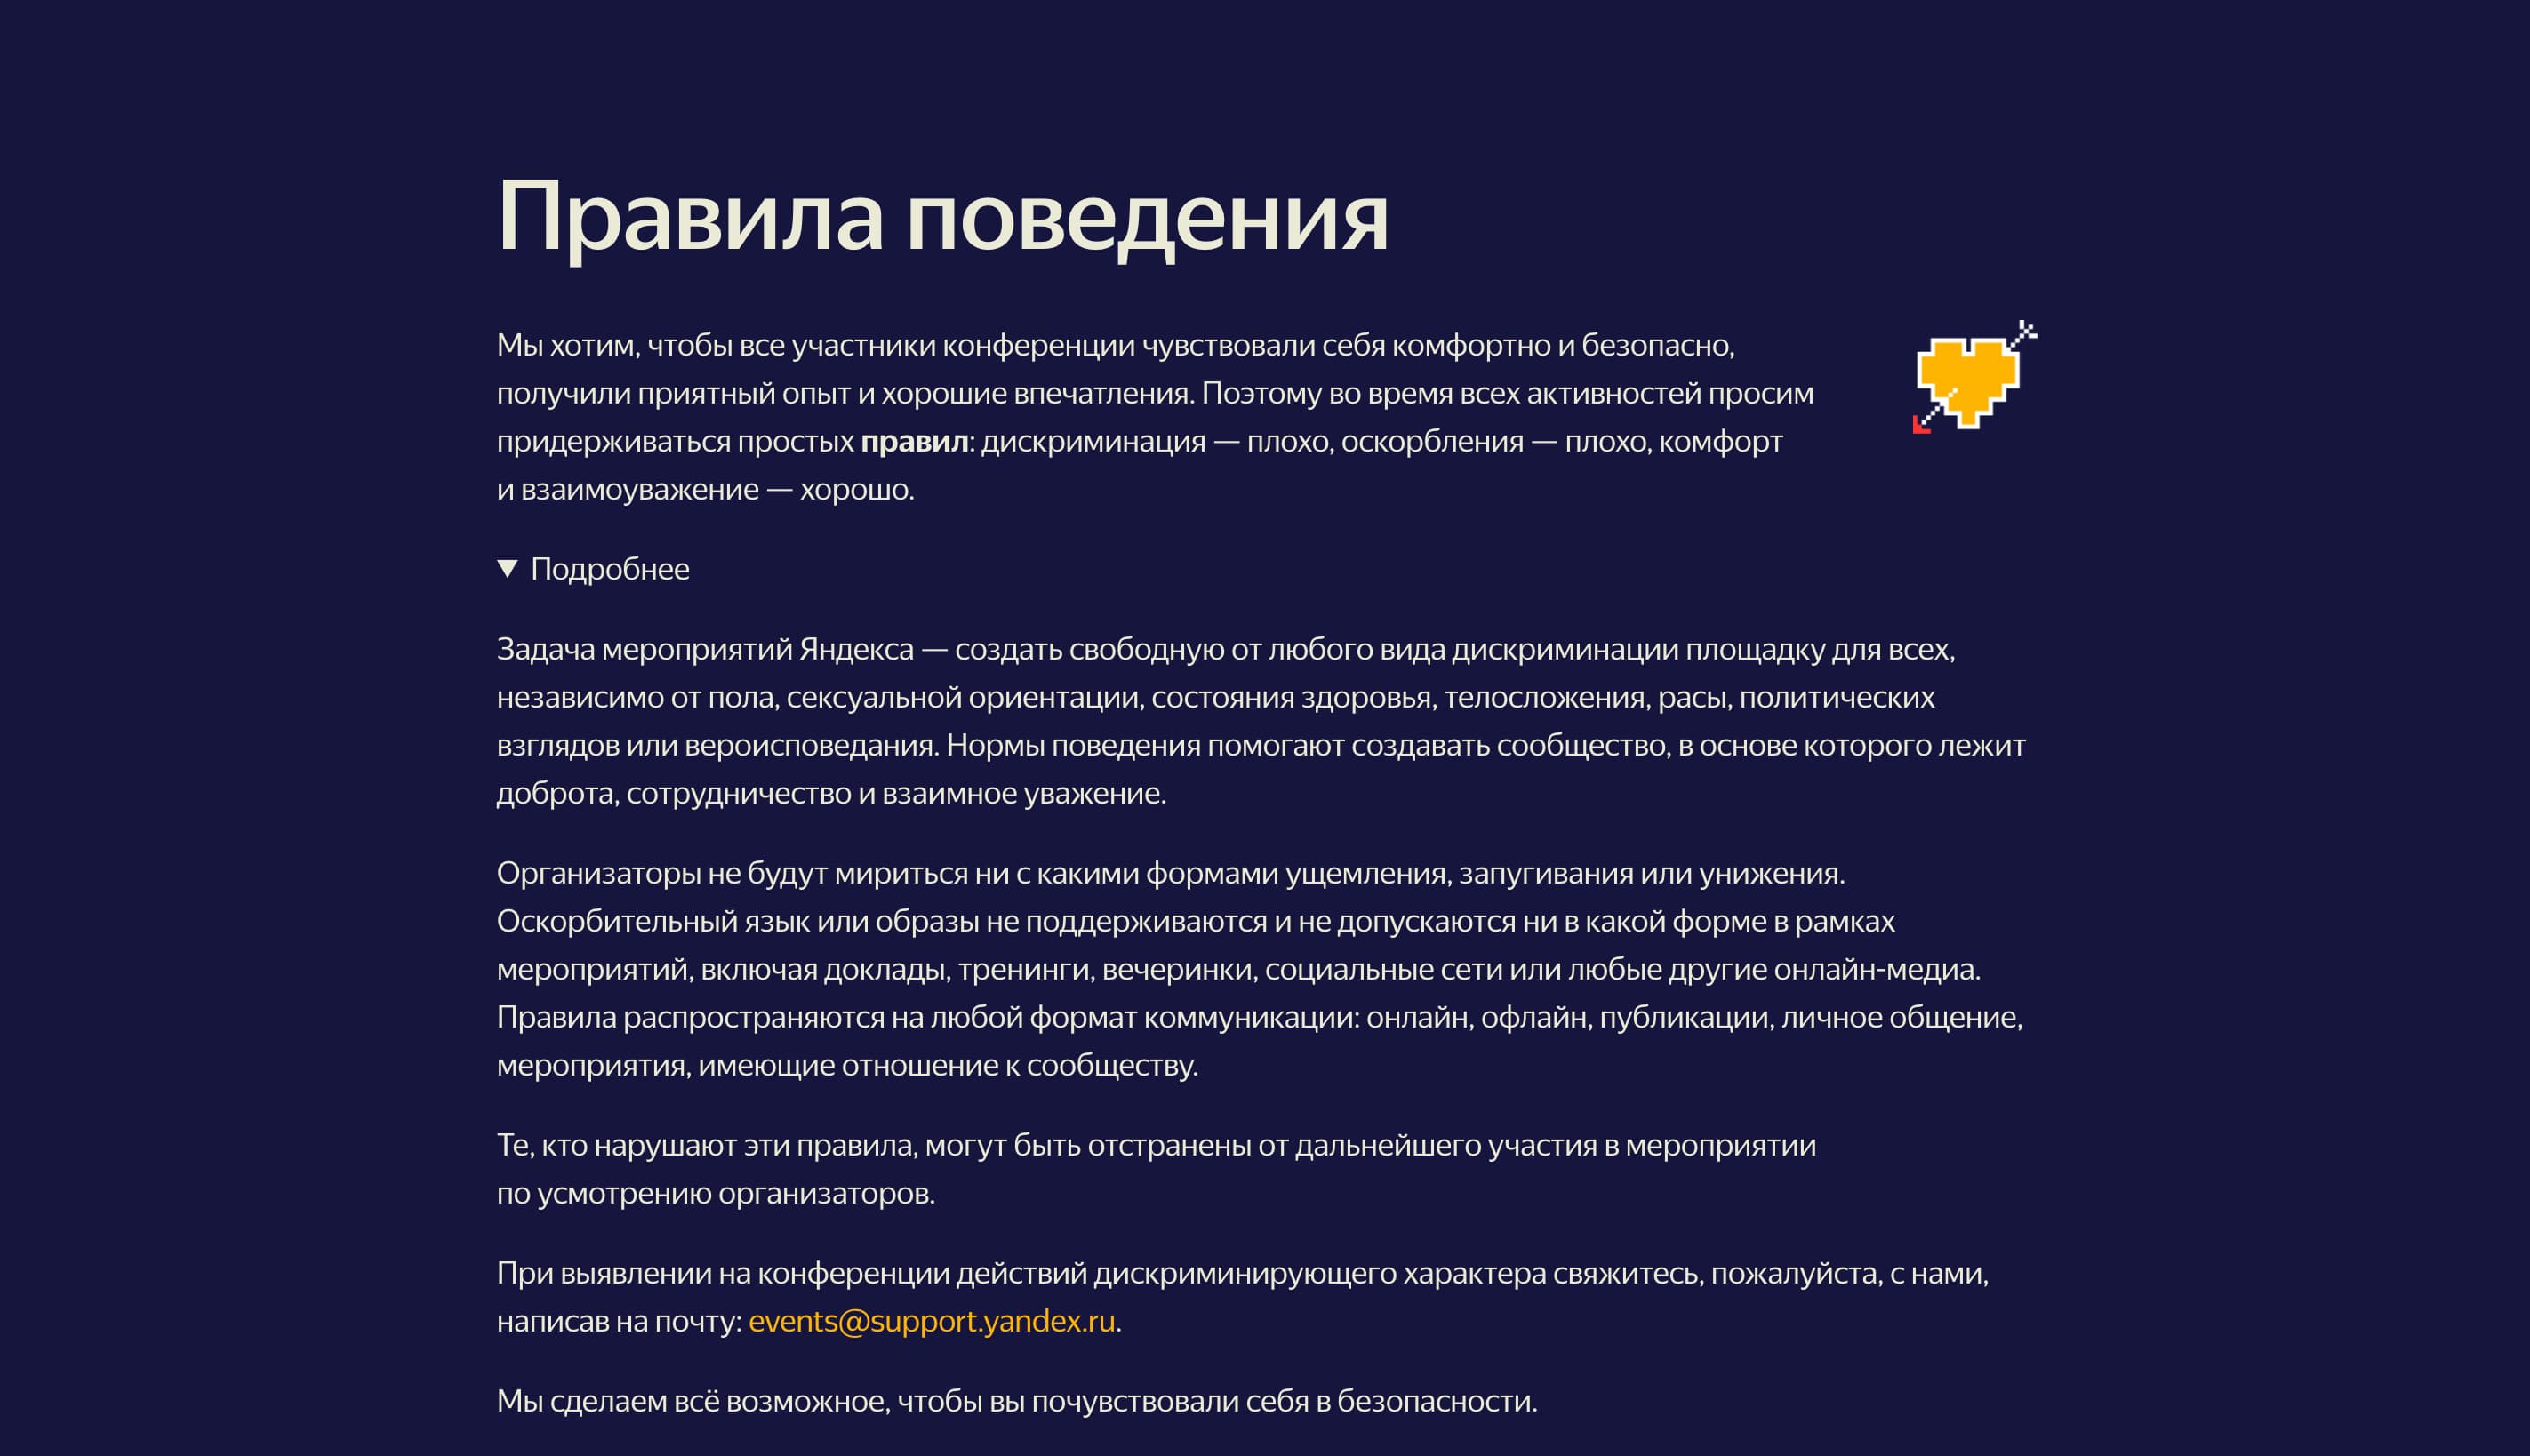 Правила поведения
Мы хотим, чтобы все участники конференции чувствовали себя комфортно и безопасно,
получили приятный опыт и хорошие впечатления. Поэтому во время всех активностей просим
придерживаться простых правил: дискриминация — плохо, оскорбления — плохо, комфорт
и взаимоуважение — хорошо.
▼ Подробнее
Задача мероприятий Яндекса — создать свободную от любого вида дискриминации площадку для всех,
независимо от пола, сексуальной ориентации, состояния здоровья, телосложения, расы, политических
взглядов или вероисповедания. Нормы поведения помогают создавать сообщество, в основе которого лежит
доброта, сотрудничество и взаимное уважение.
Организаторы не будут мириться ни с какими формами ущемления, запугивания или унижения.
Оскорбительный язык или образы не поддерживаются и не допускаются ни в какой форме в рамках
мероприятий, включая доклады, тренинги, вечеринки, социальные сети или любые другие онлайн-медиа.
Правила распространяются на любой формат коммуникации: онлайн, офлайн, публикации, личное общение,
мероприятия, имеющие отношение к сообществу.
Те, кто нарушают эти правила, могут быть отстранены от дальнейшего участия в мероприятии
по усмотрению организаторов.
При выявлении на конференции действий дискриминирующего характера свяжитесь, пожалуйста, с нами,
написав на почту: events@support.yandex.ru.
Мы сделаем всё возможное, чтобы вы почувствовали себя в безопасности.